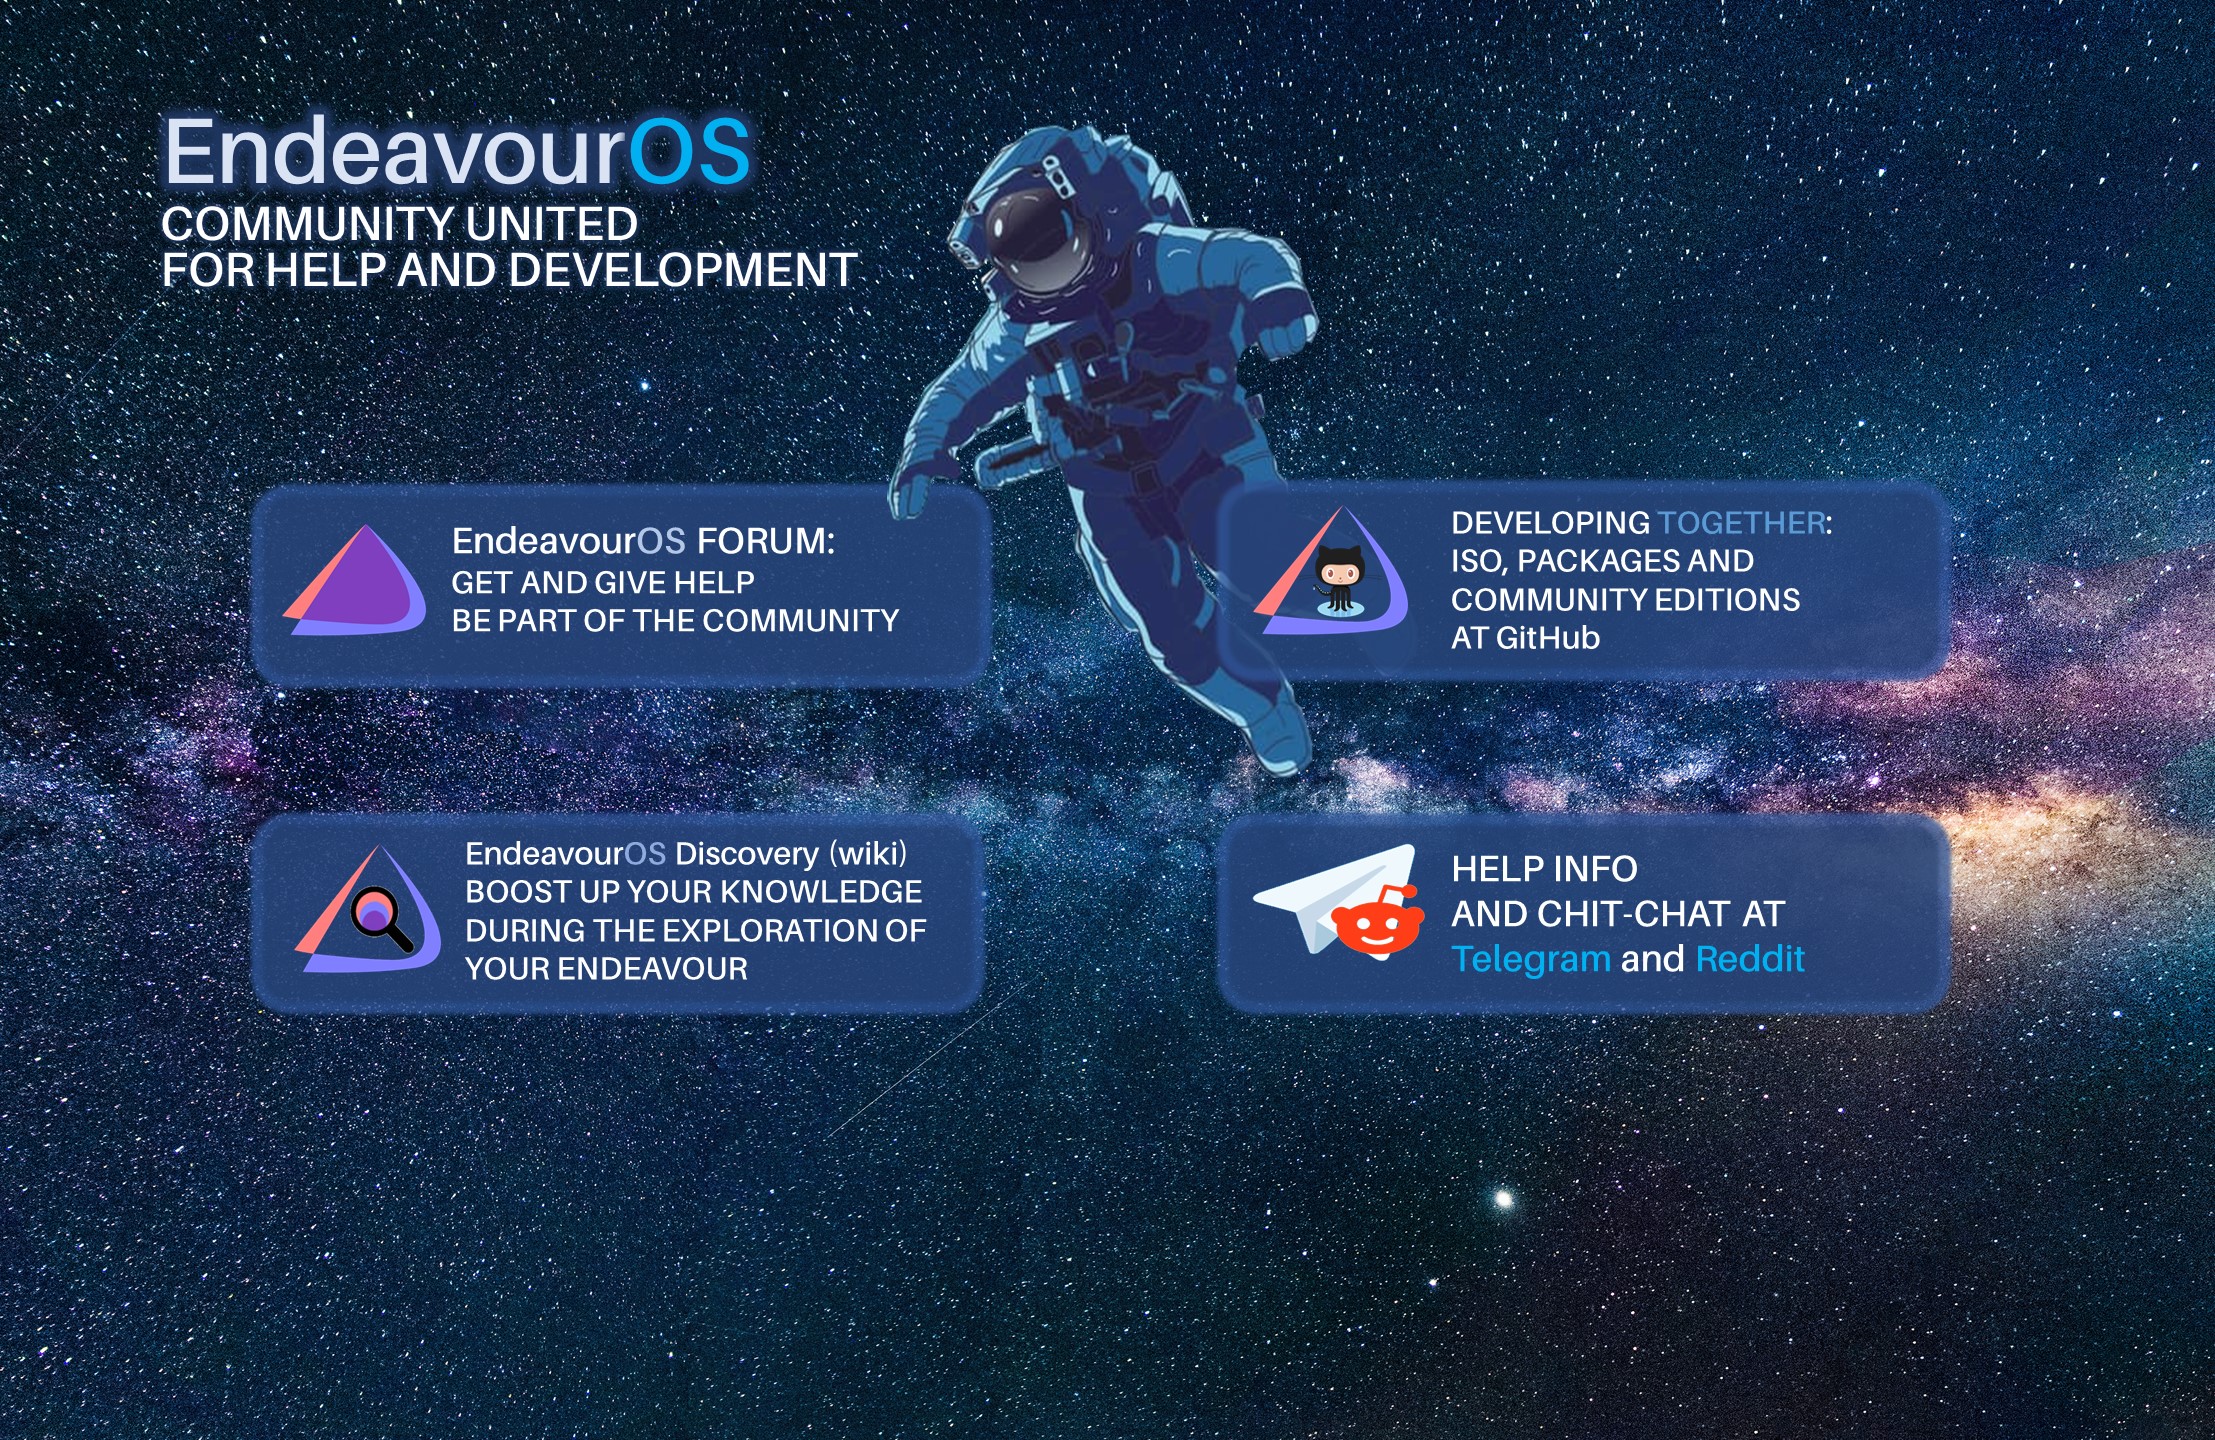 EndeavourOS
COMMUNITY UNITED
FOR HELP AND DEVELOPMENT
EndeavourOS FORUM:
GET AND GIVE HELP
BE PART OF THE COMMUNITY
DEVELOPING TOGETHER:
ISO, PACKAGES AND
COMMUNITY EDITIONS
AT GitHub
EndeavourOS Discovery (wiki)
BOOST UP YOUR KNOWLEDGE
DURING THE EXPLORATION OF
YOUR ENDEAVOUR
HELP INFO
AND CHIT-CHAT AT
Telegram and Reddit